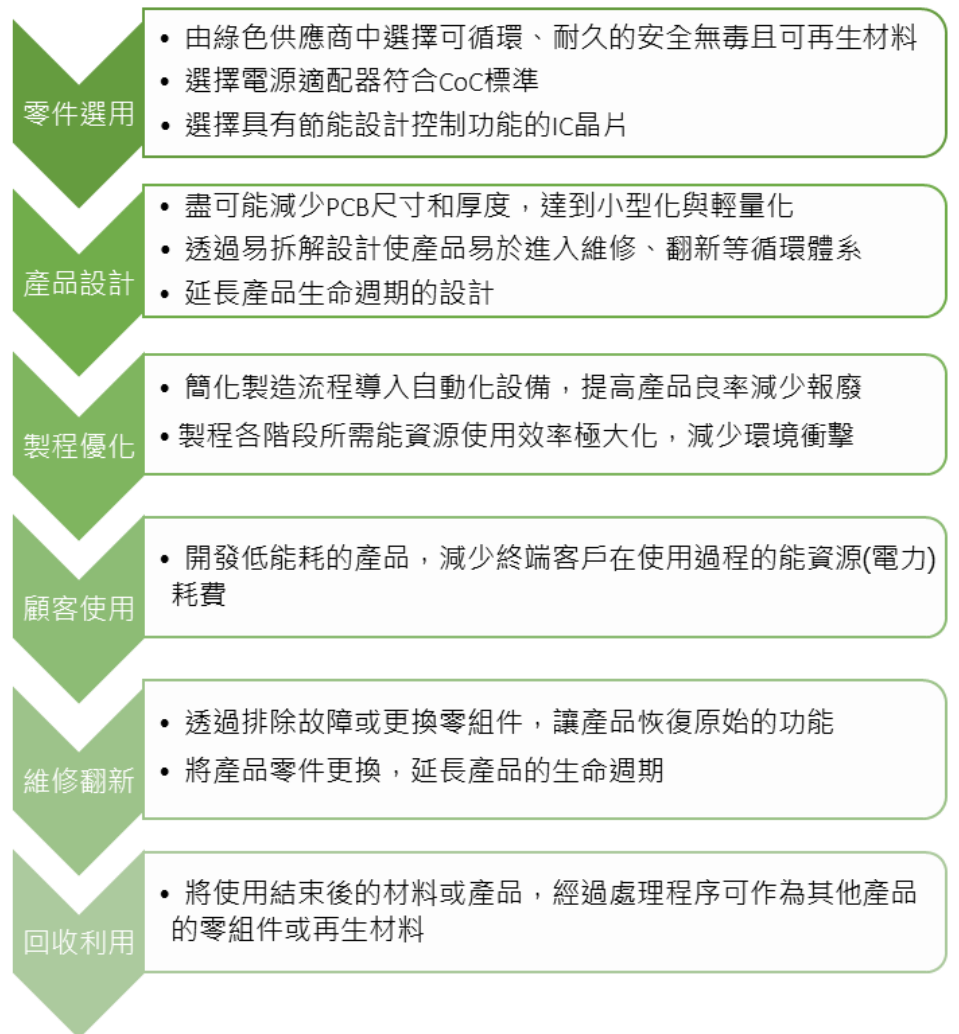 零件選用
• 由綠色供應商中選擇可循環、耐久的安全無毒且可再生材料
• 選擇電源適配器符合CoC標準
• 選擇具有節能設計控制功能的IC晶片
產品設計
• 盡可能減少PCB尺寸和厚度，達到小型化與輕量化
• 透過易拆解設計使產品易於進入維修、翻新等循環體系
• 延長產品生命週期的設計
製程優化
• 簡化製造流程導入自動化設備，提高產品良率減少報廢
• 製程各階段所需能資源使用效率極大化，減少環境衝擊
顧客使用
• 開發低能耗的產品，減少終端客戶在使用過程的能資源(電力)
耗費
維修翻新
• 透過排除故障或更換零組件，讓產品恢復原始的功能
• 將產品零件更換，延長產品的生命週期
回收利用
• 將使用結束後的材料或產品，經過處理程序可作為其他產品
的零組件或再生材料